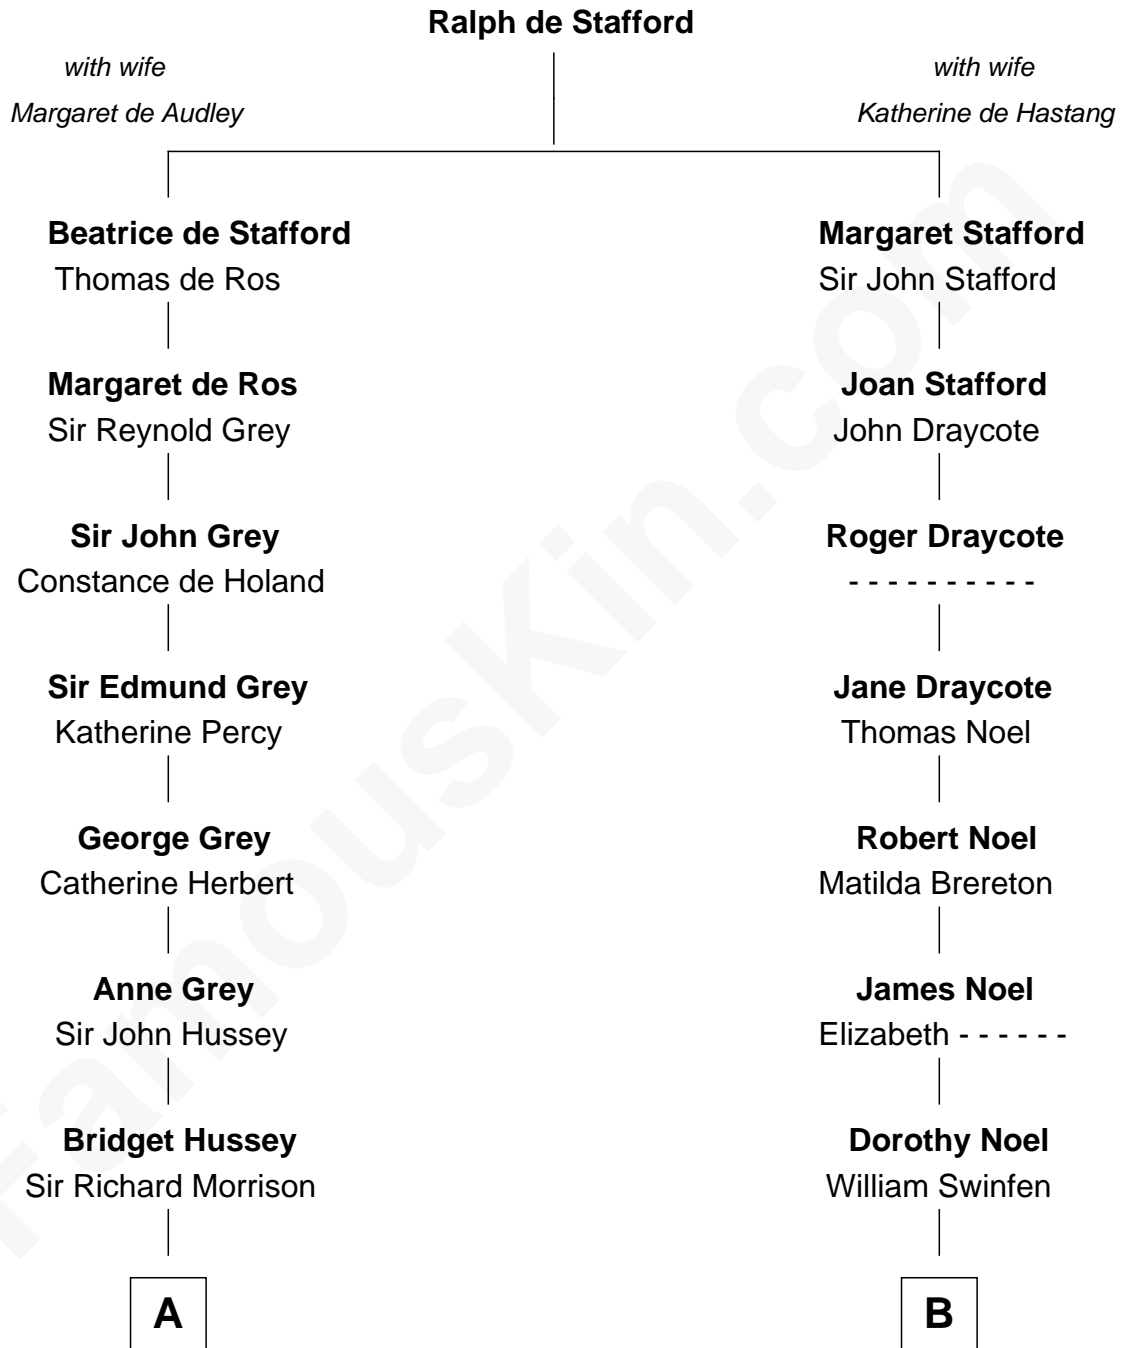 Ralph de Stafford
with wife
Margaret de Audley
with wife
Katherine de Hastang
Beatrice de Stafford
Thomas de Ros
Margaret Stafford
Sir John Stafford
Margaret de Ros
Sir Reynold Grey
Joan Stafford
John Draycote
Sir John Grey
Constance de Holand
Roger Draycote
- - - - - - - - - -
Sir Edmund Grey
Katherine Percy
Jane Draycote
Thomas Noel
George Grey
Catherine Herbert
Robert Noel
Matilda Brereton
Anne Grey
Sir John Hussey
James Noel
Elizabeth - - - - - -
Bridget Hussey
Sir Richard Morrison
Dorothy Noel
William Swinfen
A
B
FamousKin.com